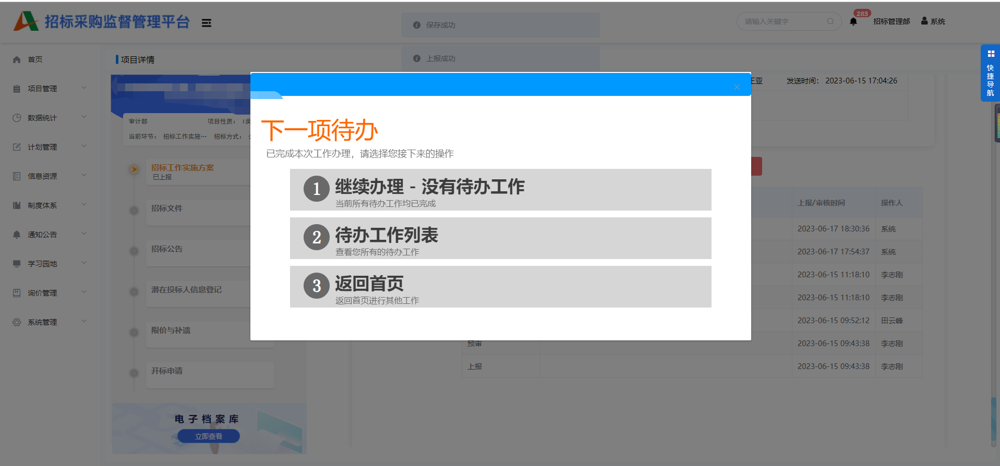 招标采购监督管理平台
保存成功
上报成功
请输入关键字
283
招标管理部
系统
快捷导航
首页
项目管理
数据统计
计划管理
信息资源
制度体系
通知公告
学习园地
询价管理
系统管理
项目详情
审计部 项目性质： I类
当前环节： 招标工作实施… 招标方式：
招标工作实施方案
已上报
招标文件
招标公告
潜在投标人信息登记
限价与补遗
开标申请
电子档案库
立即查看
王亚 发送时间： 2023-06-15 17:04:26
下一项待办
已完成本次工作办理，请选择您接下来的操作
1 继续办理 - 没有待办工作
当前所有待办工作均已完成
2 待办工作列表
查看您所有的待办工作
3 返回首页
返回首页进行其他工作
上报/审核时间 操作人
2023-06-17 18:30:36 系统
2023-06-17 17:54:37 系统
2023-06-15 11:18:10 李志刚
2023-06-15 11:18:10 李志刚
2023-06-15 09:52:12 田云峰
预审 2023-06-15 09:43:38 李志刚
上报 2023-06-15 09:43:38 李志刚